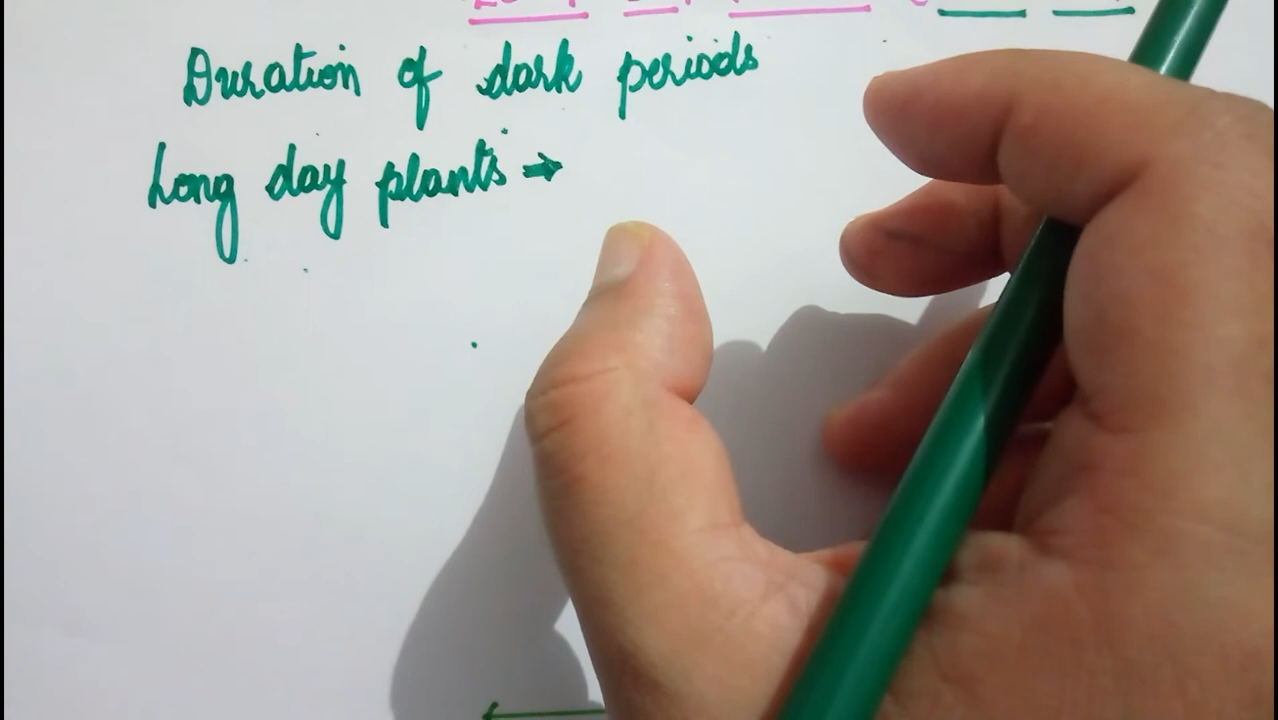 Duration of dark periods
Long day plants →